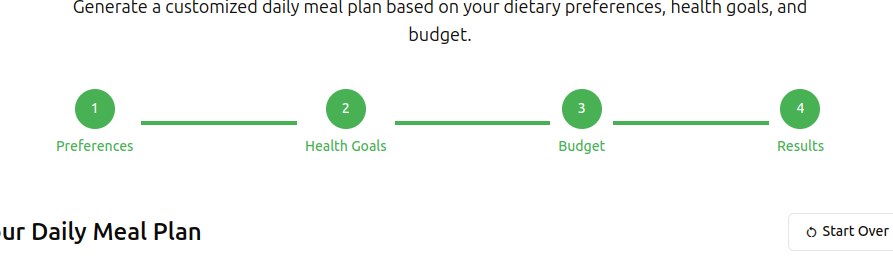 Generate a customized daily meal plan based on your dietary preferences, health goals, and
budget.
1
2
3
4
Preferences
Health Goals
Budget
Results
ur Daily Meal Plan
Start Over